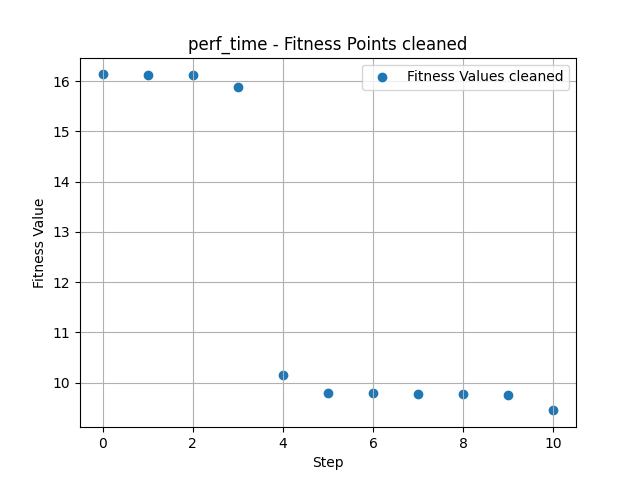 perf_time - Fitness Points cleaned
Fitness Values cleaned
16
15
14
13
12
11
10
Fitness Value
0 2 4 6 8 10
Step